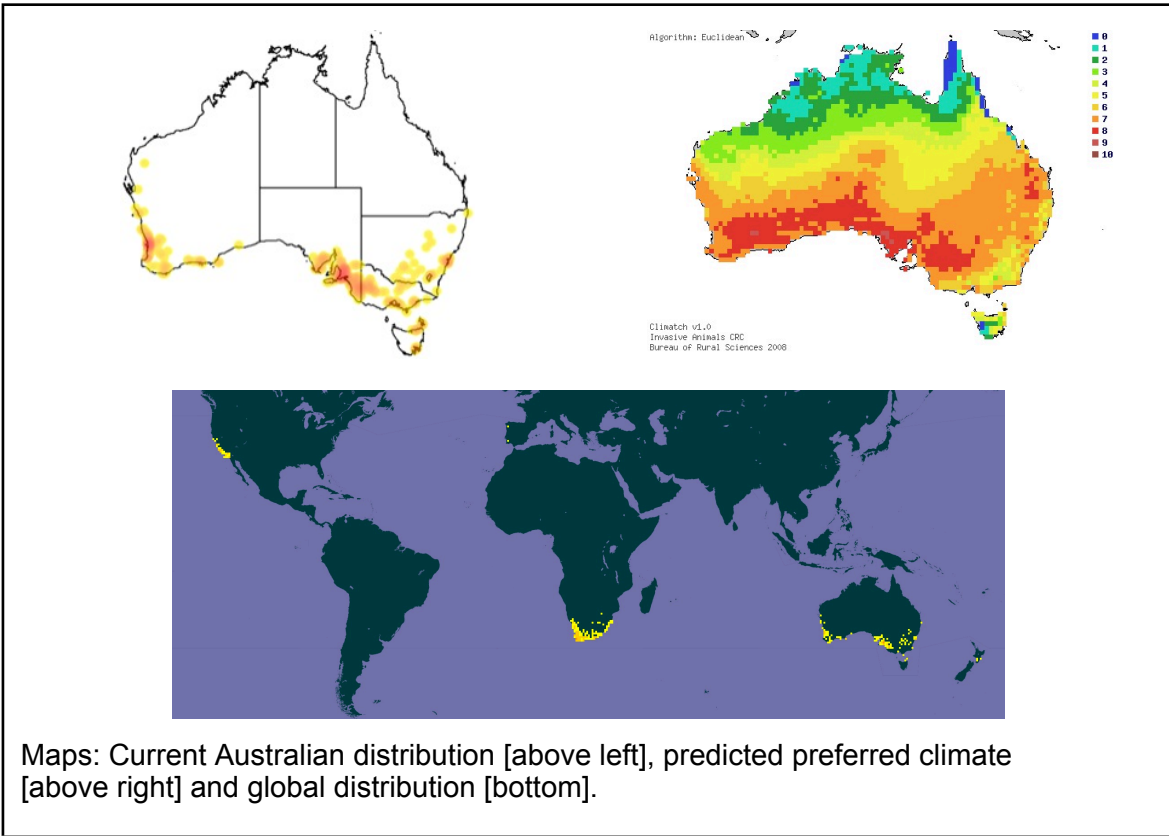 Algorithm: Euclidean
0
1
2
3
4
5
6
7
8
9
10
Climatch v1.0
Invasive Animals CRC
Bureau of Rural Sciences 2008
Maps: Current Australian distribution [above left], predicted preferred climate
[above right] and global distribution [bottom].